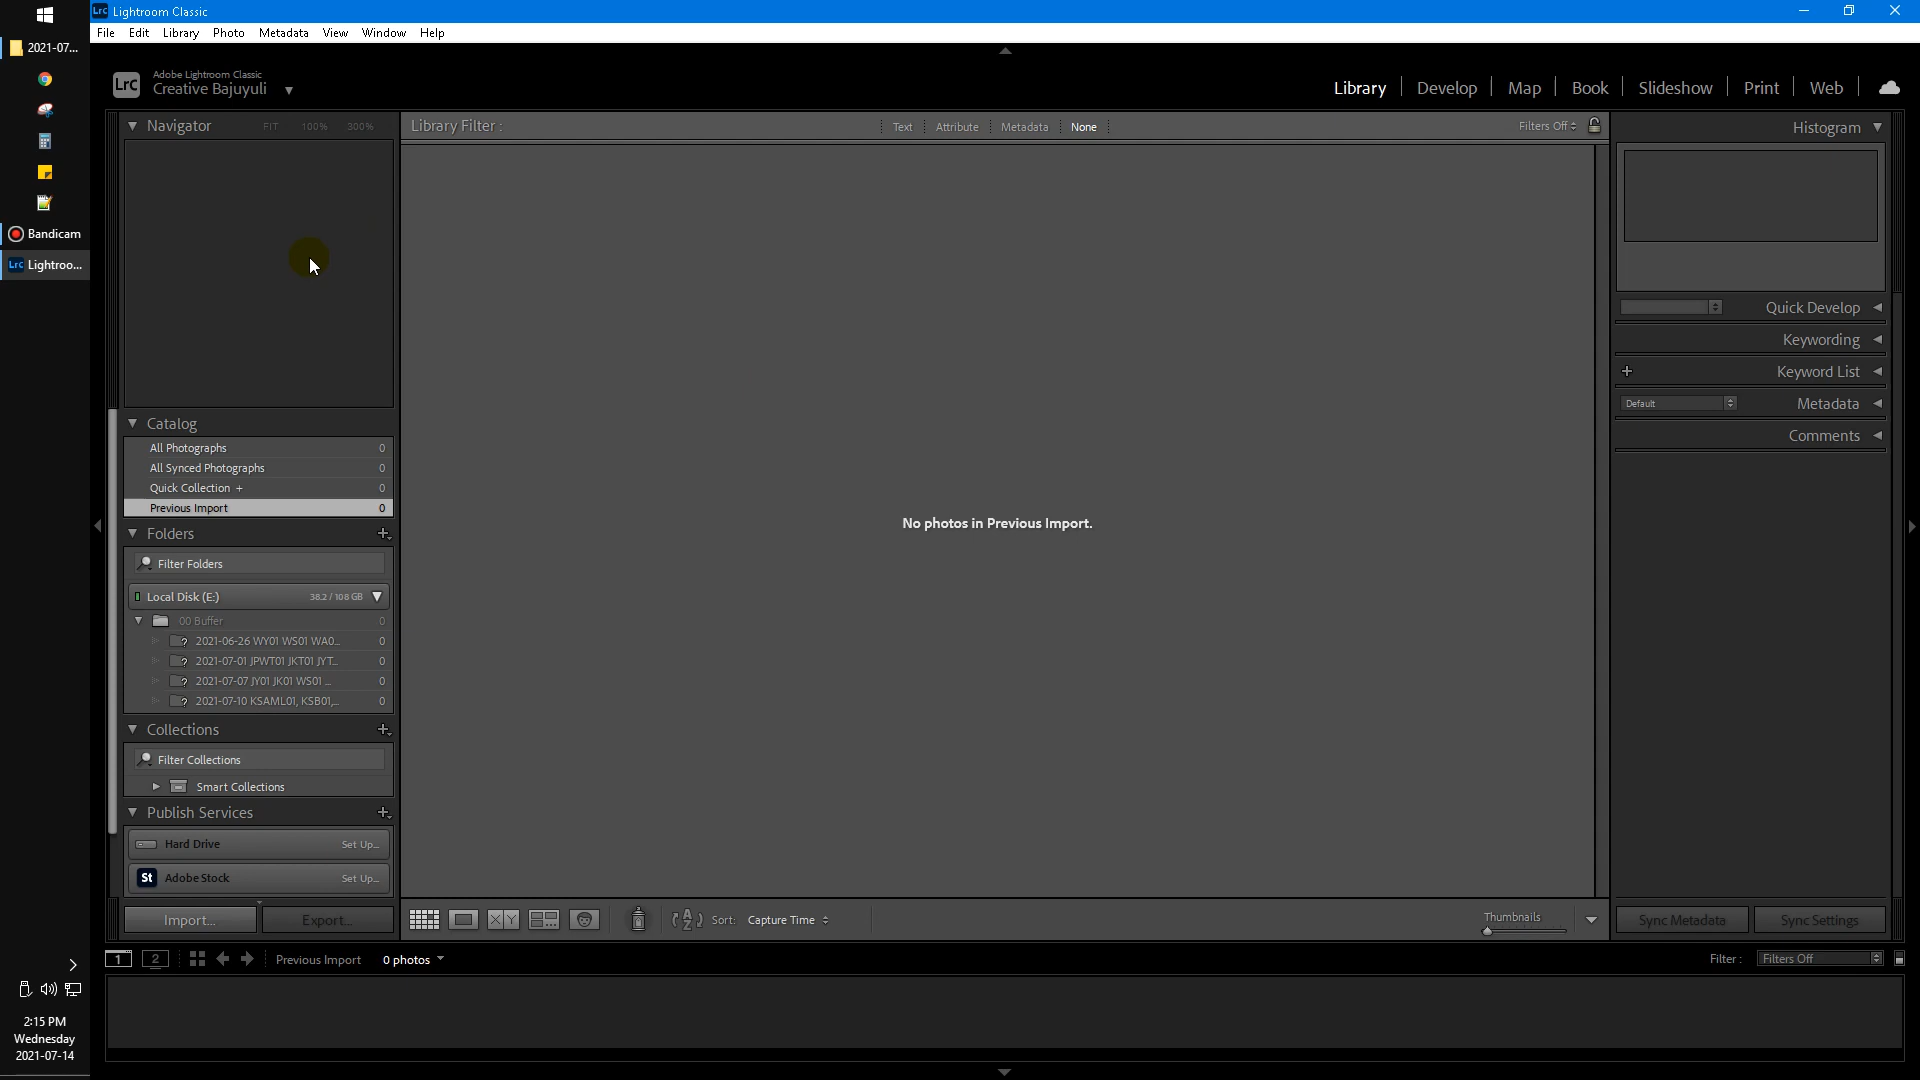 2021-07...
Bandicam
Lrc Lightroo...
2:15 PM
Wednesday
2021-07-14
Lrc Lightroom Classic
File Edit Library Photo Metadata View Window Help
Lrc
Adobe Lightroom Classic
Creative Bajuyuli
Library Develop Map Book Slideshow Print Web
Navigator FIT 100% 300%
Catalog
All Photographs 0
All Synced Photographs 0
Quick Collection + 0
Previous Import 0
Folders
Filter Folders
Local Disk (E:) 38.2 / 108 GB
00 Buffer 0
2021-06-26 WY01 WS01 WA0... 0
2021-07-01 JPWT01 JKT01 JYT... 0
2021-07-07 JY01 JK01 WS01 ... 0
2021-07-10 KSAML01, KSB01,... 0
Collections
Filter Collections
Smart Collections
Publish Services
Hard Drive Set Up...
St Adobe Stock Set Up...
Import... Export...
Library Filter : Text Attribute Metadata None Filters Off
No photos in Previous Import.
XY Sort: Capture Time Thumbnails
Histogram
Quick Develop
Keywording
Keyword List
Default Metadata
Comments
Sync Metadata Sync Settings
1 2 Previous Import 0 photos Filter : Filters Off